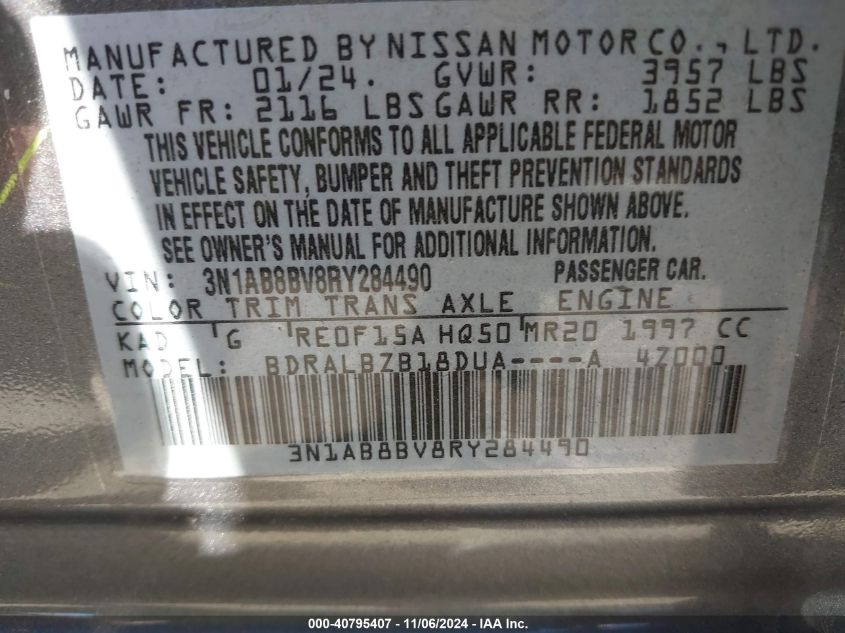 MANUFACTURED BY NISSAN MOTOR CO., LTD.
DATE: 01/24. GVWR: 3957 LBS
GAWR FR: 2116 LBS GAWR RR: 1852 LBS
THIS VEHICLE CONFORMS TO ALL APPLICABLE FEDERAL MOTOR
VEHICLE SAFETY, BUMPER AND THEFT PREVENTION STANDARDS
IN EFFECT ON THE DATE OF MANUFACTURE SHOWN ABOVE.
SEE OWNER'S MANUAL FOR ADDITIONAL INFORMATION.
VIN: 3N1AB8BV8RY284490 PASSENGER CAR.
COLOR TRIM TRANS AXLE ENGINE
KAD G RE0F15A HQ50 MR20 1997 CC
MODEL: BDRALBZB18DUA----A 4Z000
3N1AB8BV8RY284490
000-40795407 - 11/06/2024 - IAA Inc.